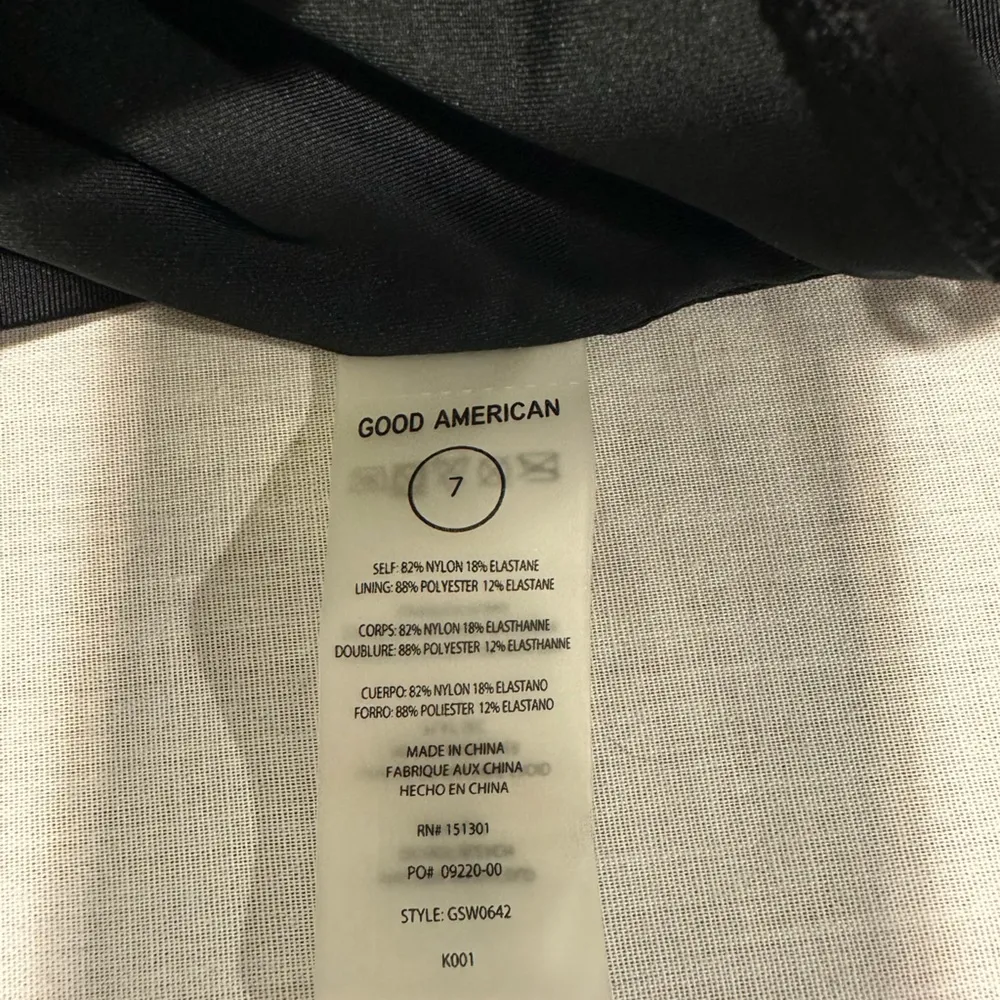 GOOD AMERICAN
7
SELF: 82% NYLON 18% ELASTANE
LINING: 88% POLYESTER 12% ELASTANE
CORPS: 82% NYLON 18% ELASTHANNE
DOUBLURE: 88% POLYESTER 12% ELASTHANNE
CUERPO: 82% NYLON 18% ELASTANO
FORRO: 88% POLIESTER 12% ELASTANO
MADE IN CHINA
FABRIQUE AUX CHINA
HECHO EN CHINA
RN# 151301
PO# 09220-00
STYLE: GSW0642
K001